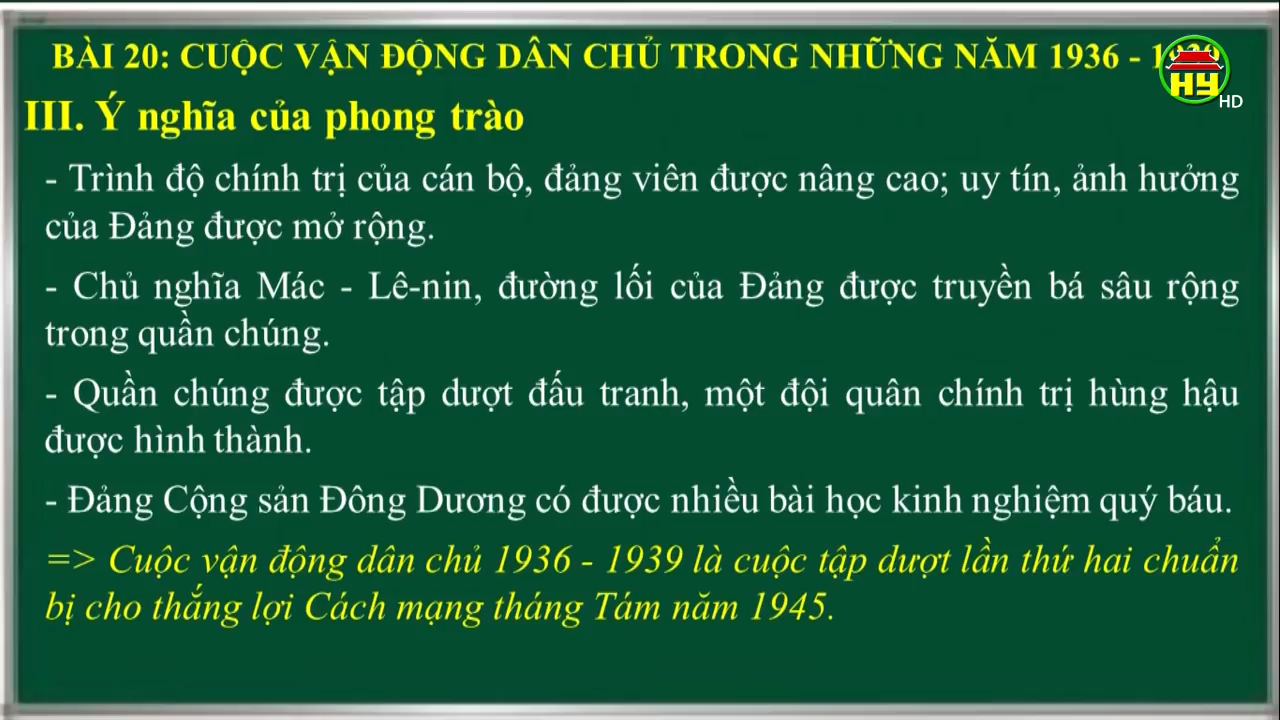 BÀI 20: CUỘC VẬN ĐỘNG DÂN CHỦ TRONG NHỮNG NĂM 1936 - 1939
HY
HD
III. Ý nghĩa của phong trào
- Trình độ chính trị của cán bộ, đảng viên được nâng cao; uy tín, ảnh hưởng
của Đảng được mở rộng.
- Chủ nghĩa Mác - Lê-nin, đường lối của Đảng được truyền bá sâu rộng
trong quần chúng.
- Quần chúng được tập dượt đấu tranh, một đội quân chính trị hùng hậu
được hình thành.
- Đảng Cộng sản Đông Dương có được nhiều bài học kinh nghiệm quý báu.
=> Cuộc vận động dân chủ 1936 - 1939 là cuộc tập dượt lần thứ hai chuẩn
bị cho thắng lợi Cách mạng tháng Tám năm 1945.